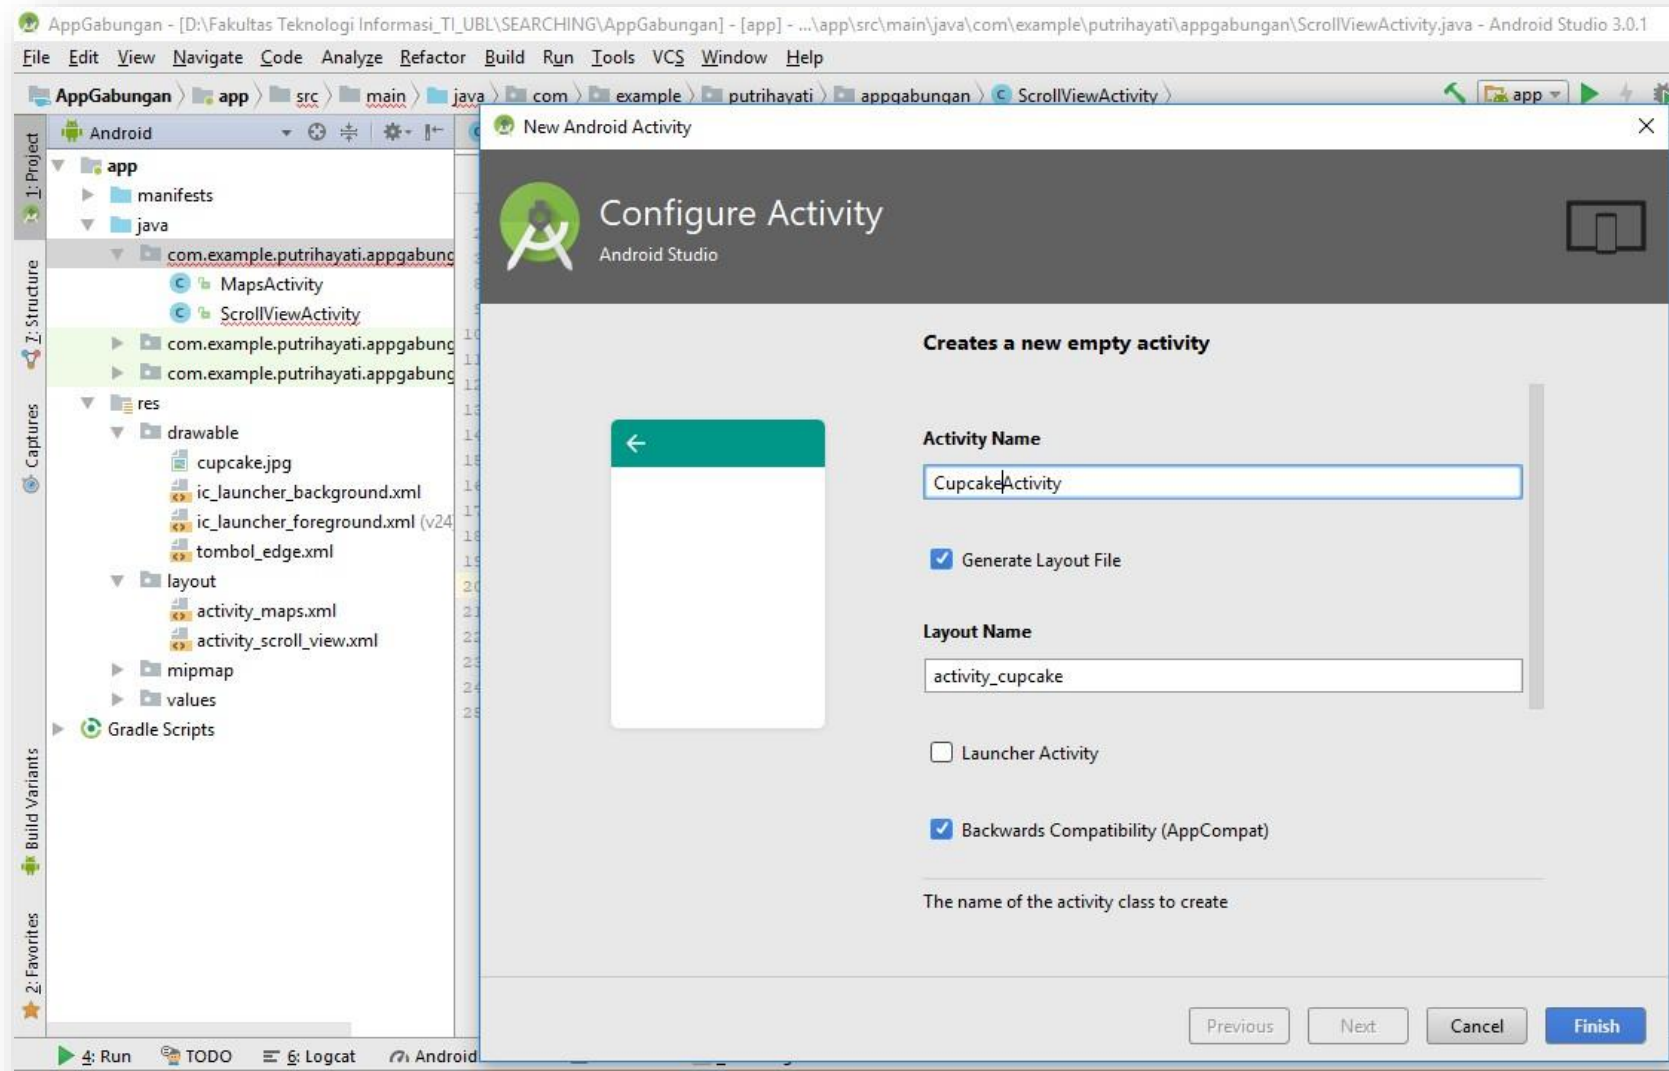 AppGabungan - [D:\Fakultas Teknologi Informasi_TI_UBL\SEARCHING\AppGabungan] - [app] - ...\app\src\main\java\com\example\putrihayati\appgabungan\ScrollViewActivity.java - Android Studio 3.0.1
File Edit View Navigate Code Analyze Refactor Build Run Tools VCS Window Help
AppGabungan app src main java com example putrihayati appgabungan ScrollViewActivity app
1: Project
7: Structure
Captures
Build Variants
2: Favorites
Android
app
manifests
java
com.example.putrihayati.appgabung
MapsActivity
ScrollViewActivity
com.example.putrihayati.appgabung
com.example.putrihayati.appgabung
res
drawable
cupcake.jpg
ic_launcher_background.xml
ic_launcher_foreground.xml (v24
tombol_edge.xml
layout
activity_maps.xml
activity_scroll_view.xml
mipmap
values
Gradle Scripts
New Android Activity
Configure Activity
Android Studio
Creates a new empty activity
Activity Name
CupcakeActivity
Generate Layout File
Layout Name
activity_cupcake
Launcher Activity
Backwards Compatibility (AppCompat)
The name of the activity class to create
Previous Next Cancel Finish
4: Run TODO 6: Logcat Android